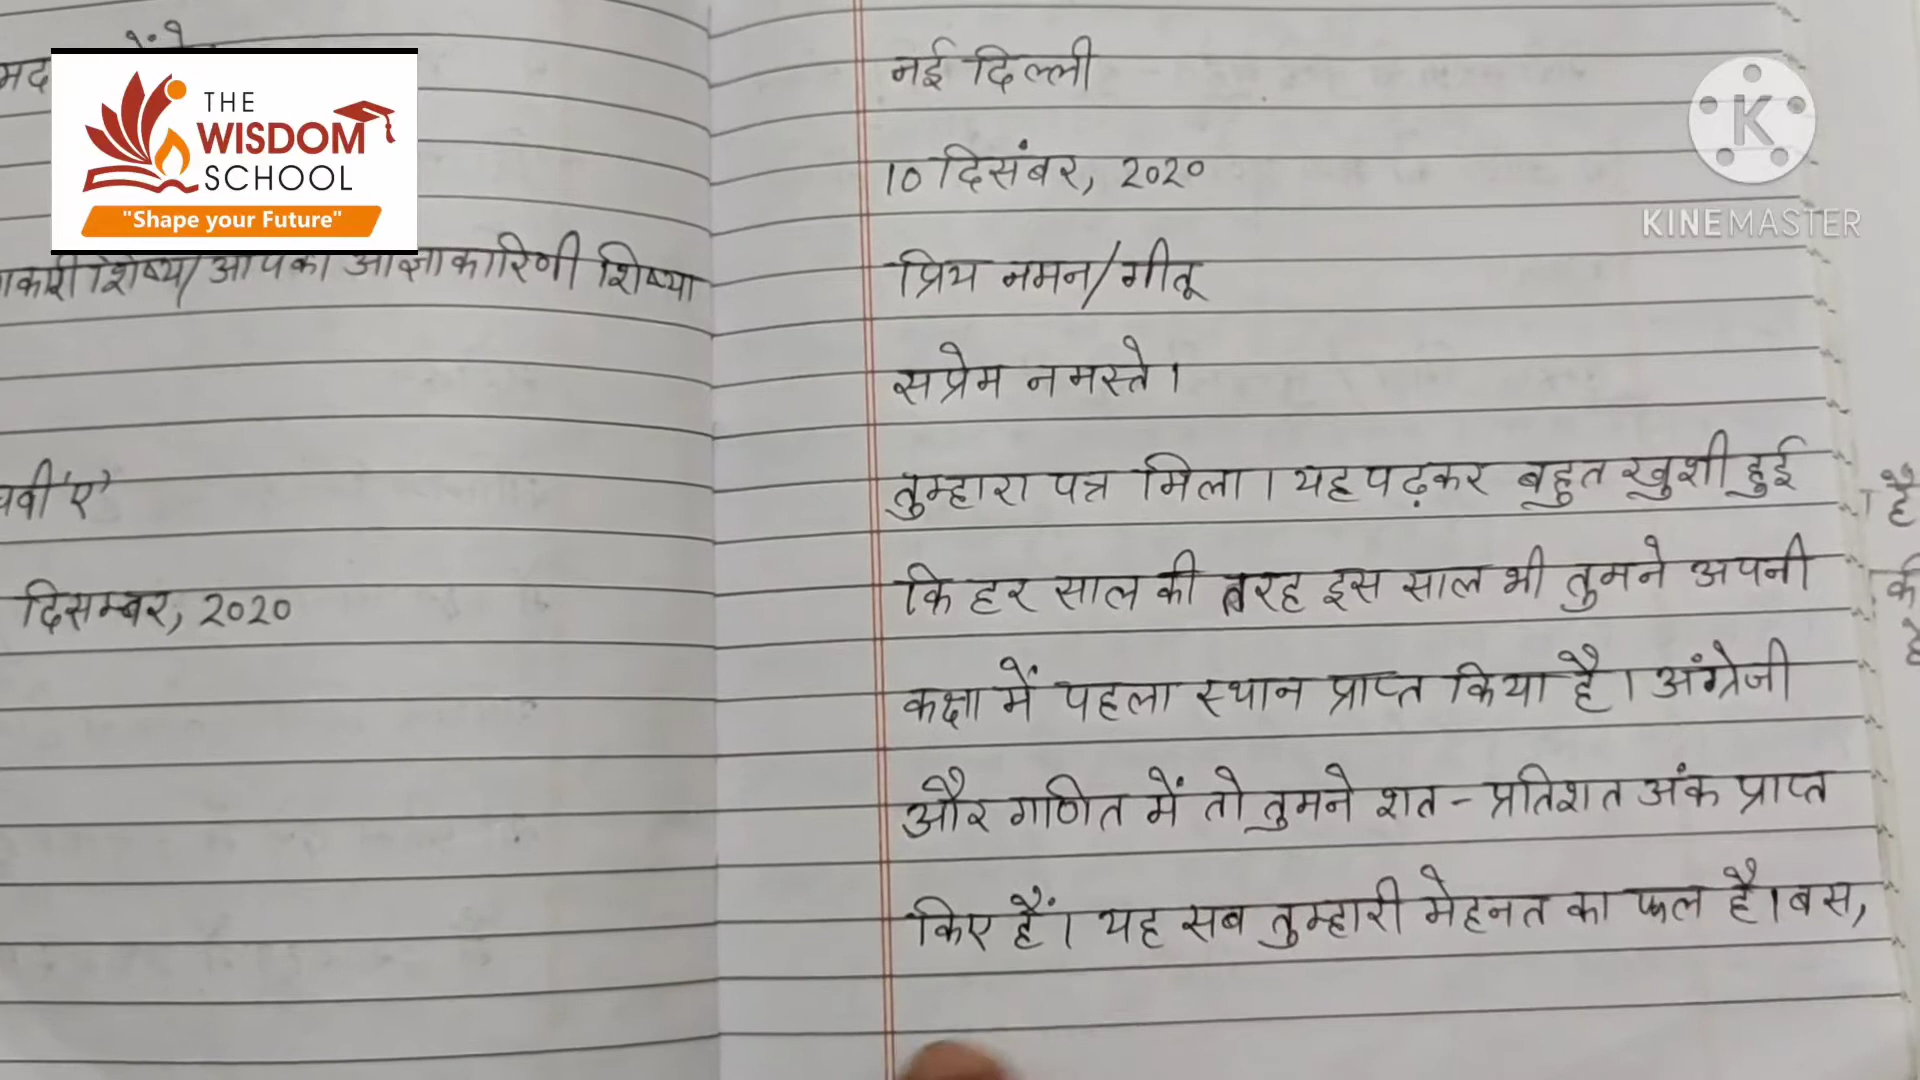 THE
WISDOM
SCHOOL
"Shape your Future"
शिष्य/आपका आज्ञाकारिणी शिष्या
'ए'
दिसम्बर, २०२०
नई दिल्ली
10 दिसंबर, २०२०
प्रिय नमन/गीतू
सप्रेम नमस्ते।
तुम्हारा पत्र मिला। यह पढ़कर बहुत खुशी हुई
कि हर साल की तरह इस साल भी तुमने अपनी
कक्षा में पहला स्थान प्राप्त किया है। अंग्रेजी
और गणित में तो तुमने शत-प्रतिशत अंक प्राप्त
किए हैं। यह सब तुम्हारी मेहनत का फल है। बस,
है
K
KINEMASTER